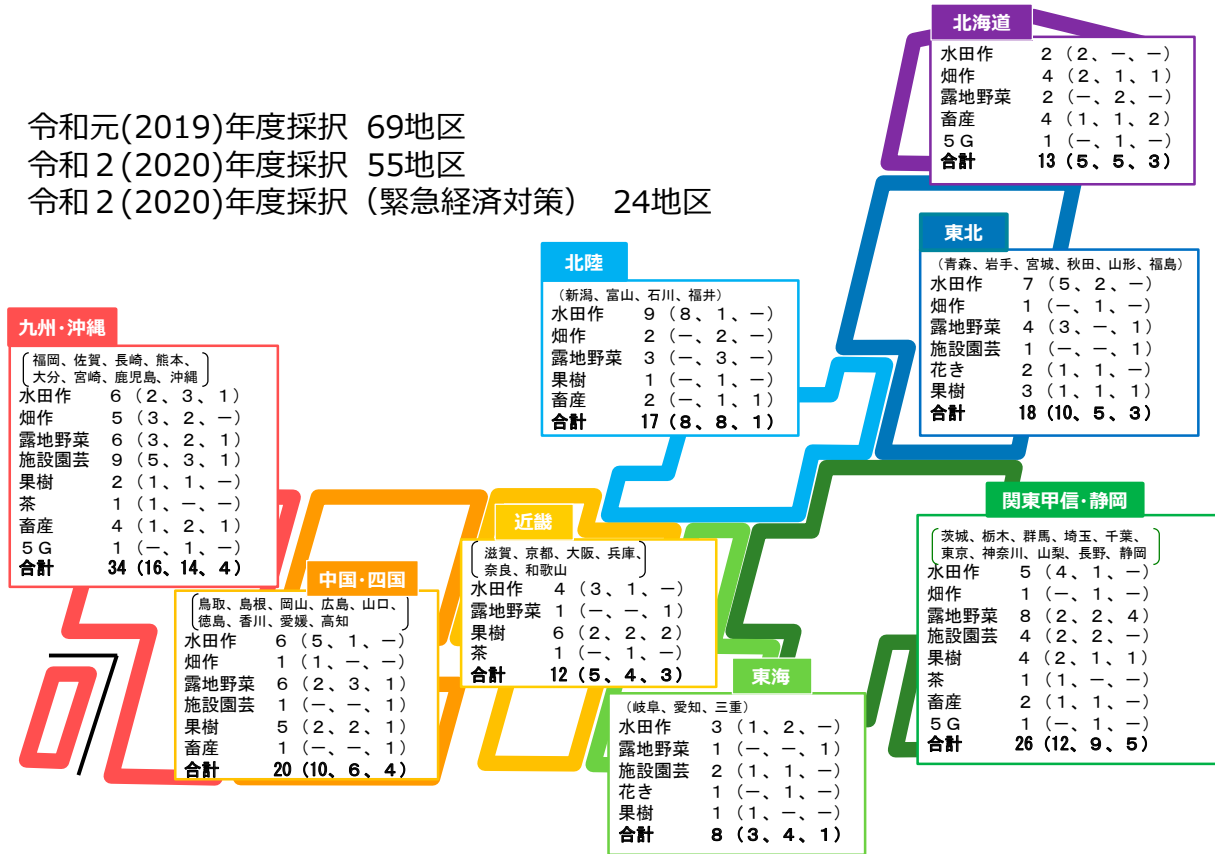 令和元(2019)年度採択 69地区
令和２(2020)年度採択 55地区
令和２(2020)年度採択（緊急経済対策） 24地区
北海道
水田作 ２（２、－、－）
畑作 ４（２、１、１）
露地野菜 ２（－、２、－）
畜産 ４（１、１、２）
５Ｇ １（－、１、－）
合計 13（５、５、３）
東北
（青森、岩手、宮城、秋田、山形、福島）
水田作 ７（５、２、－）
畑作 １（－、１、－）
露地野菜 ４（３、－、１）
施設園芸 １（－、－、１）
花き ２（１、１、－）
果樹 ３（１、１、１）
合計 18（10、５、３）
北陸
（新潟、富山、石川、福井）
水田作 ９（８、１、－）
畑作 ２（－、２、－）
露地野菜 ３（－、３、－）
果樹 １（－、１、－）
畜産 ２（－、１、１）
合計 17（８、８、１）
九州・沖縄
福岡、佐賀、長崎、熊本、
大分、宮崎、鹿児島、沖縄
水田作 ６（２、３、１）
畑作 ５（３、２、－）
露地野菜 ６（３、２、１）
施設園芸 ９（５、３、１）
果樹 ２（１、１、－）
茶 １（１、－、－）
畜産 ４（１、２、１）
５Ｇ １（－、１、－）
合計 34（16、14、４）
中国・四国
鳥取、島根、岡山、広島、山口、
徳島、香川、愛媛、高知
水田作 ６（５、１、－）
畑作 １（１、－、－）
露地野菜 ６（２、３、１）
施設園芸 １（－、－、１）
果樹 ５（２、２、１）
畜産 １（－、－、１）
合計 20（10、６、４）
近畿
滋賀、京都、大阪、兵庫、
奈良、和歌山
水田作 ４（３、１、－）
露地野菜 １（－、－、１）
果樹 ６（２、２、２）
茶 １（－、１、－）
合計 12（５、４、３）
東海
（岐阜、愛知、三重）
水田作 ３（１、２、－）
露地野菜 １（－、－、１）
施設園芸 ２（１、１、－）
花き １（－、１、－）
果樹 １（１、－、－）
合計 ８（３、４、１）
関東甲信・静岡
茨城、栃木、群馬、埼玉、千葉、
東京、神奈川、山梨、長野、静岡
水田作 ５（４、１、－）
畑作 １（－、１、－）
露地野菜 ８（２、２、４）
施設園芸 ４（２、２、－）
果樹 ４（２、１、１）
茶 １（１、－、－）
畜産 ２（１、１、－）
５Ｇ １（－、１、－）
合計 26（12、９、５）